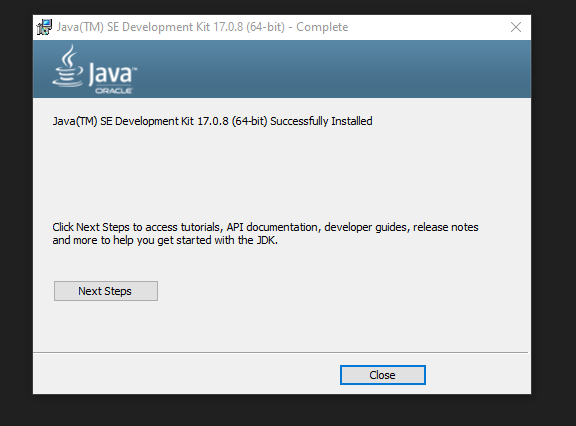 Java(TM) SE Development Kit 17.0.8 (64-bit) - Complete
Java™
ORACLE
Java(TM) SE Development Kit 17.0.8 (64-bit) Successfully Installed
Click Next Steps to access tutorials, API documentation, developer guides, release notes
and more to help you get started with the JDK.
Next Steps
Close